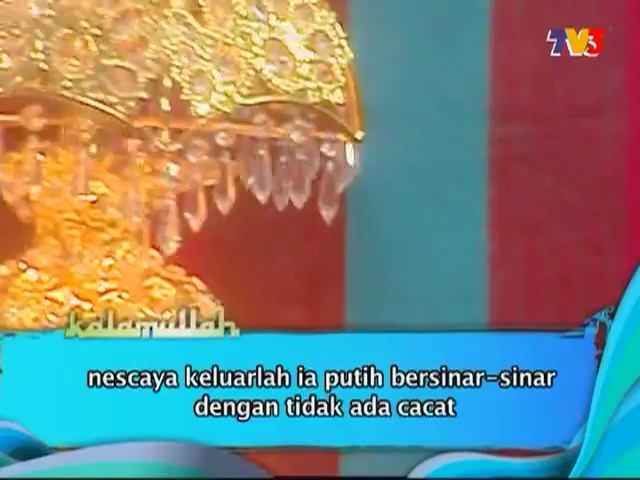 TV3
kalamullah
nescaya keluarlah ia putih bersinar-sinar
dengan tidak ada cacat